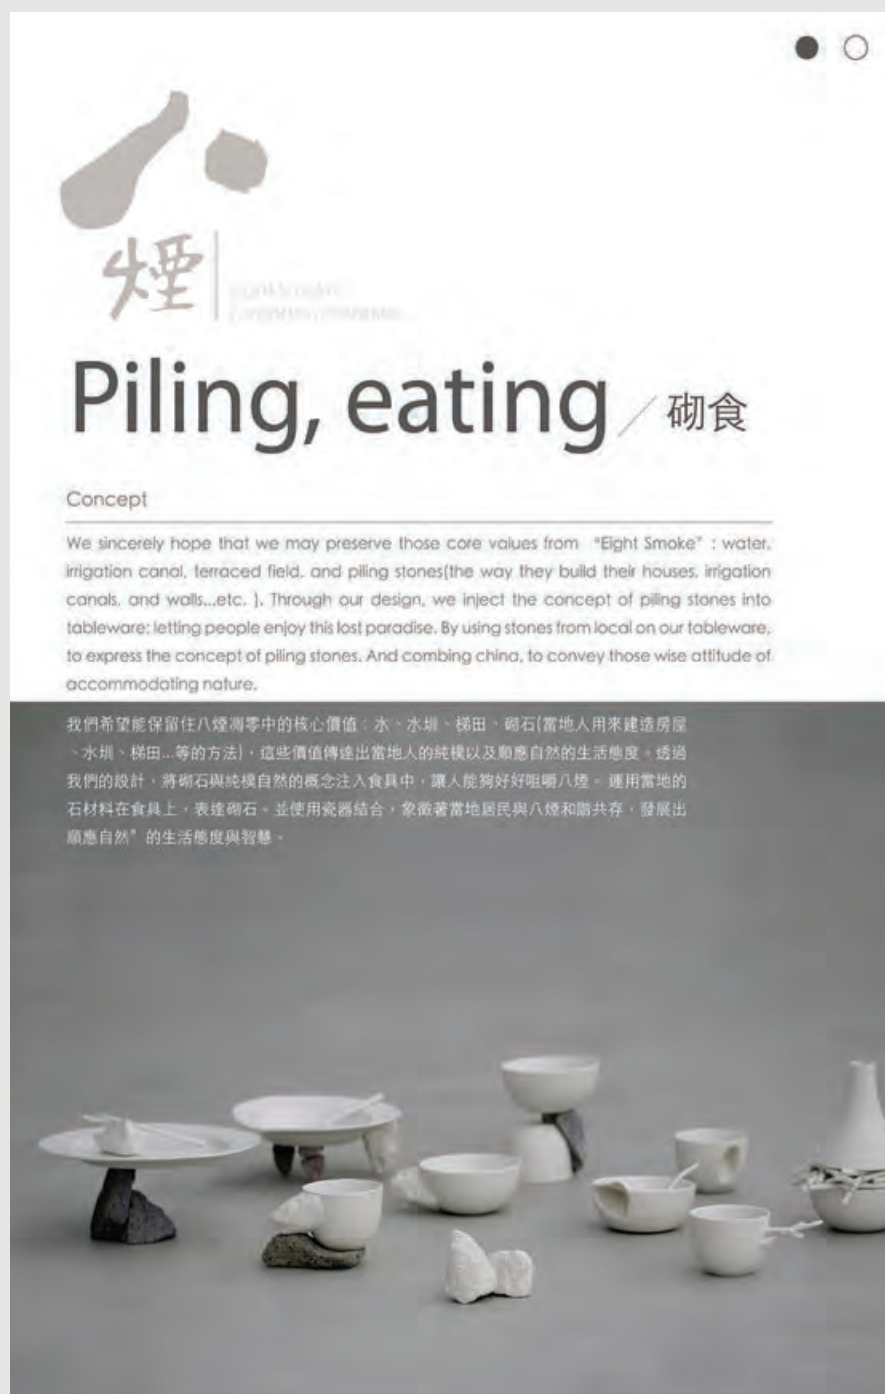 八
煙
Piling, eating／砌食
Concept
We sincerely hope that we may preserve those core values from "Eight Smoke" : water,
irrigation canal, terraced field, and piling stones(the way they build their houses, irrigation
canals, and walls...etc. ). Through our design, we inject the concept of piling stones into
tableware; letting people enjoy this lost paradise. By using stones from local on our tableware,
to express the concept of piling stones. And combing china, to convey those wise attitude of
accommodating nature.
我們希望能保留住八煙凋零中的核心價值：水、水圳、梯田、砌石(當地人用來建造房屋
、水圳、梯田...等的方法)，這些價值傳達出當地人的純樸以及順應自然的生活態度。透過
我們的設計，將砌石與純樸自然的概念注入食具中，讓人能夠好好咀嚼八煙。 運用當地的
石材料在食具上，表達砌石。並使用瓷器結合，象徵著當地居民與八煙和諧共存，發展出
順應自然" 的生活態度與智慧。